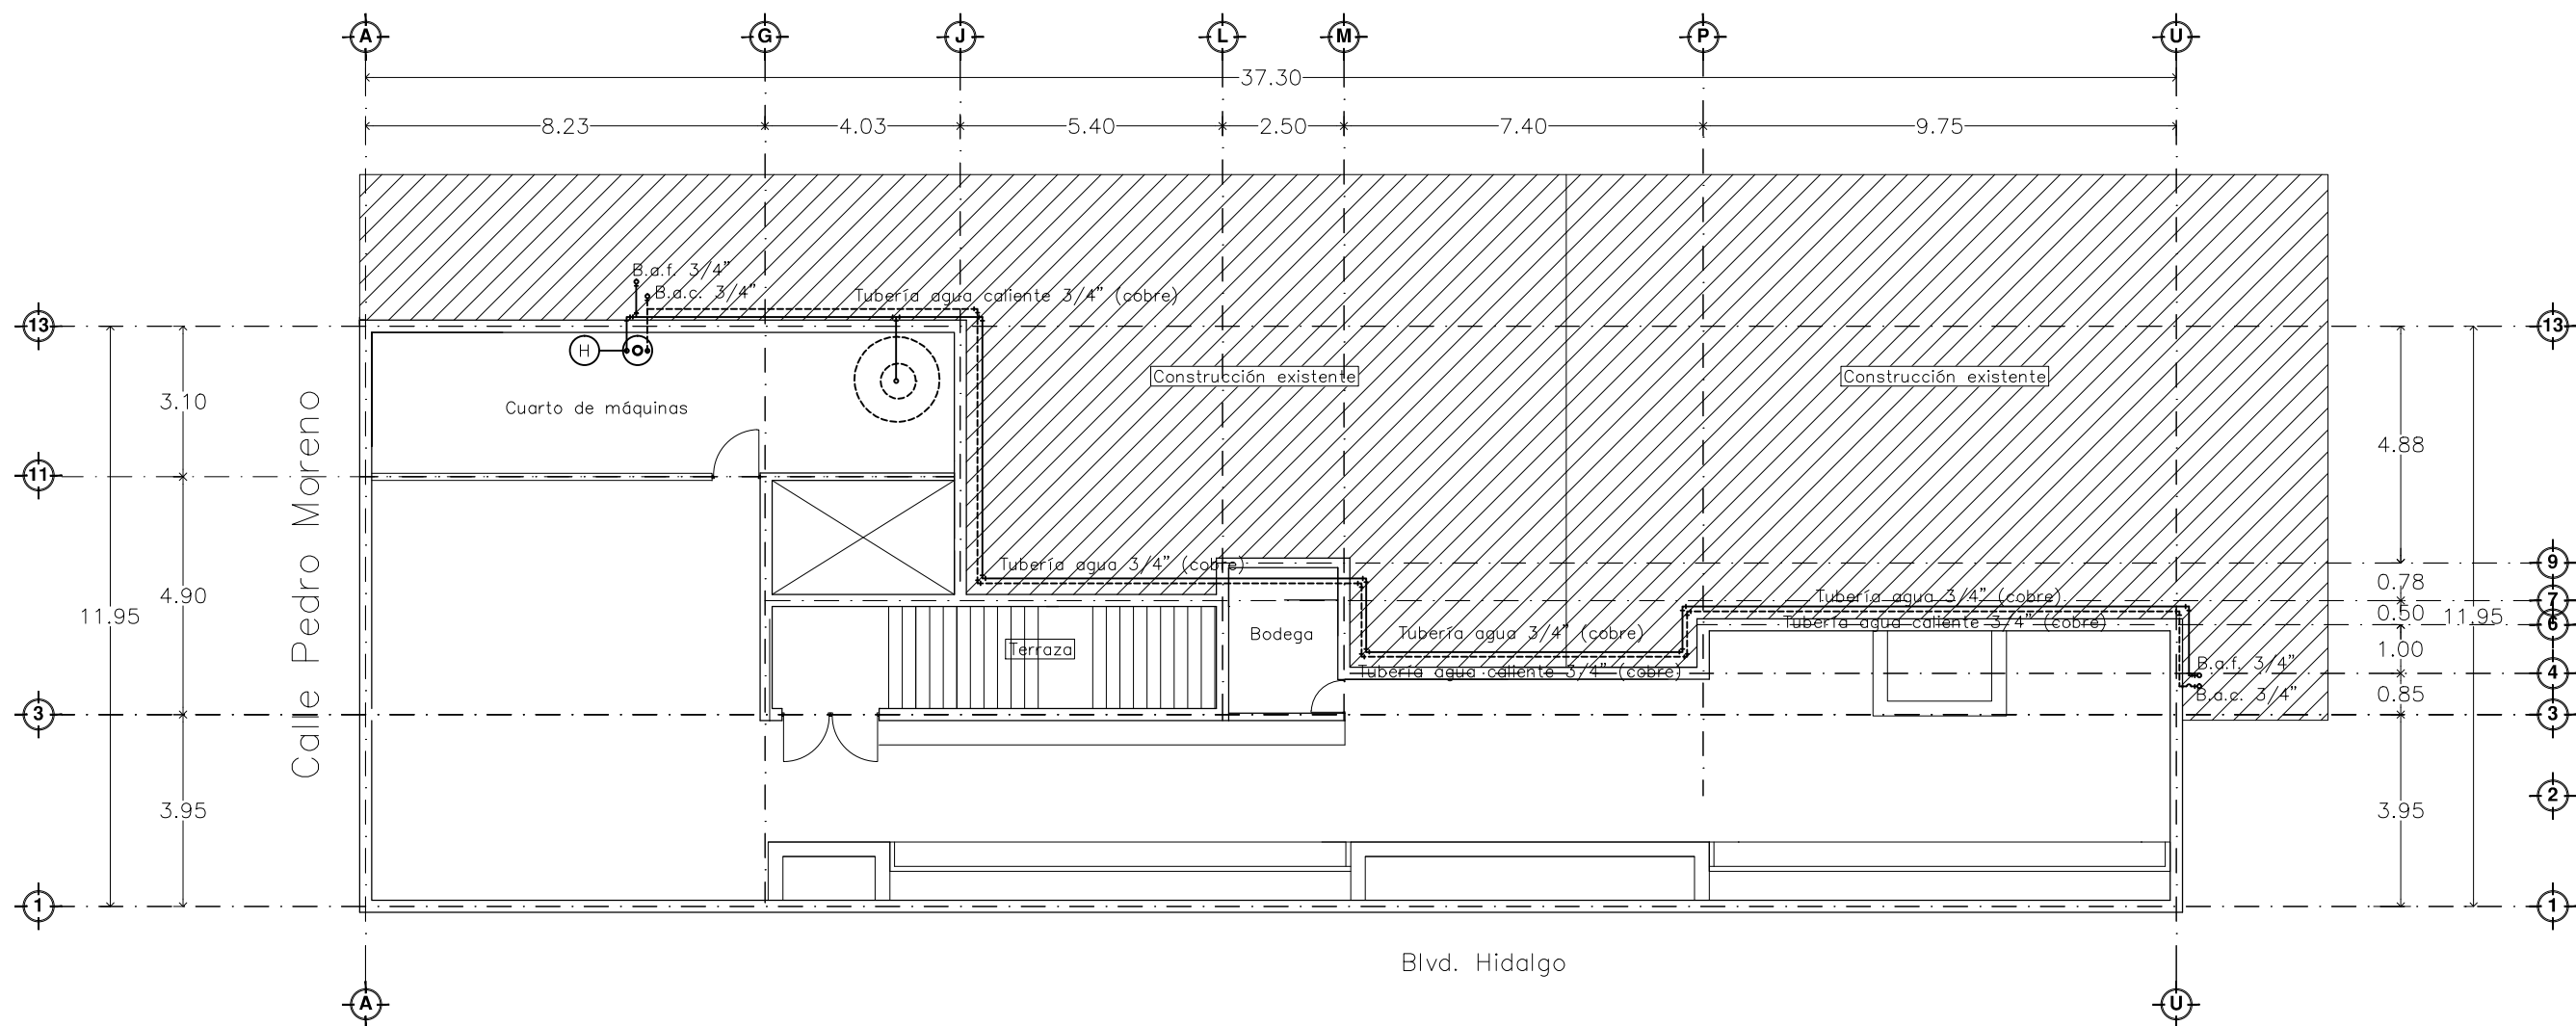 A G J L M P U
37.30
8.23 4.03 5.40 2.50 7.40 9.75
B.a.f. 3/4"
B.a.c. 3/4" Tubería agua caliente 3/4" (cobre)
13 13
H
Construcción existente Construcción existente
3.10 Cuarto de máquinas
4.88
11
Calle Pedro Moreno
Tubería agua 3/4" (cobre) 9
0.78
4.90 Tubería agua 3/4" (cobre) 7
11.95 0.50 11.95
Tubería agua caliente 3/4" (cobre) 6
Bodega Tubería agua 3/4" (cobre)
Terraza 1.00
B.a.f. 3/4"
Tubería agua caliente 3/4" (cobre) 4
B.a.c. 3/4" 0.85
3 3
2
3.95 3.95
1 1
Blvd. Hidalgo
A U